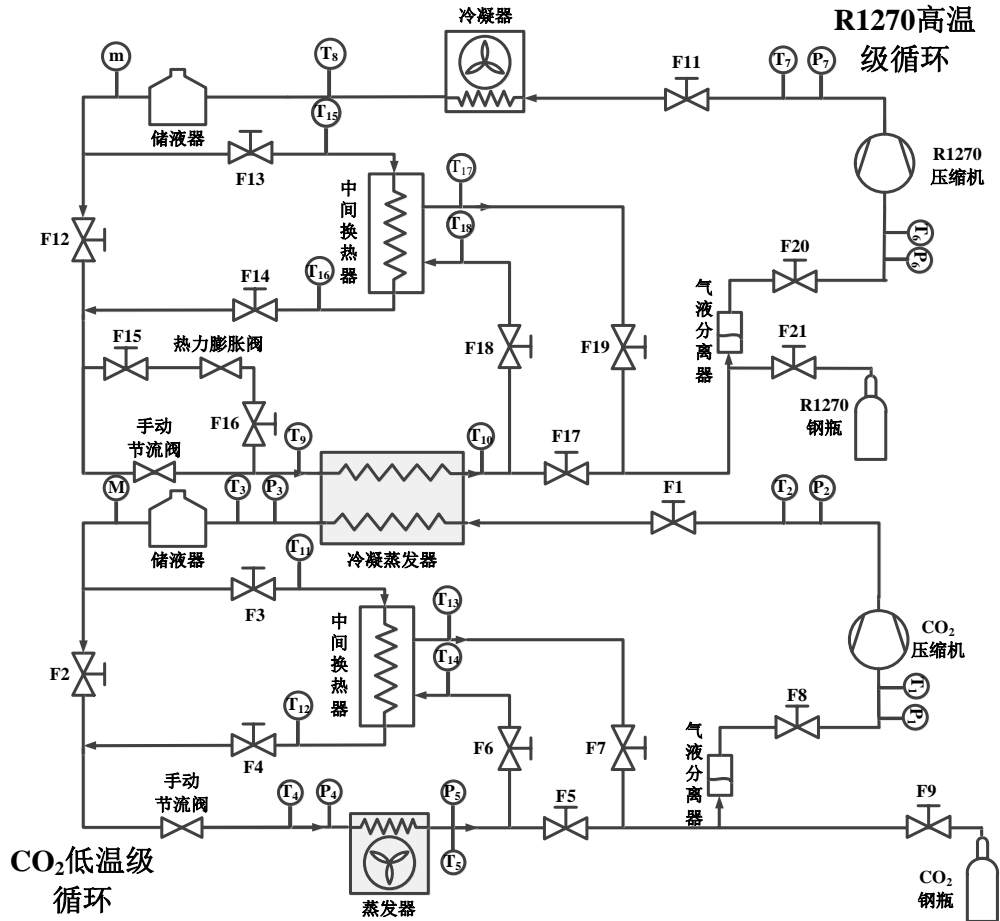 冷凝器
R1270高温
级循环
m
T8
F11
T7
P7
储液器
T15
F13
T17
R1270
压缩机
中间换热器
T18
T6
P6
F12
F20
T16
F14
气液分离器
F15
热力膨胀阀
F18
F19
F21
F16
R1270
钢瓶
手动
节流阀
T9
T10
F17
M
T3
P3
F1
T2
P2
储液器
冷凝蒸发器
T11
F3
T13
CO2
压缩机
中间换热器
T14
F2
T1
P1
T12
F8
F4
F6
F7
气液分离器
手动
节流阀
T4
P4
P5
F5
F9
T5
CO2低温级
循环
蒸发器
CO2
钢瓶